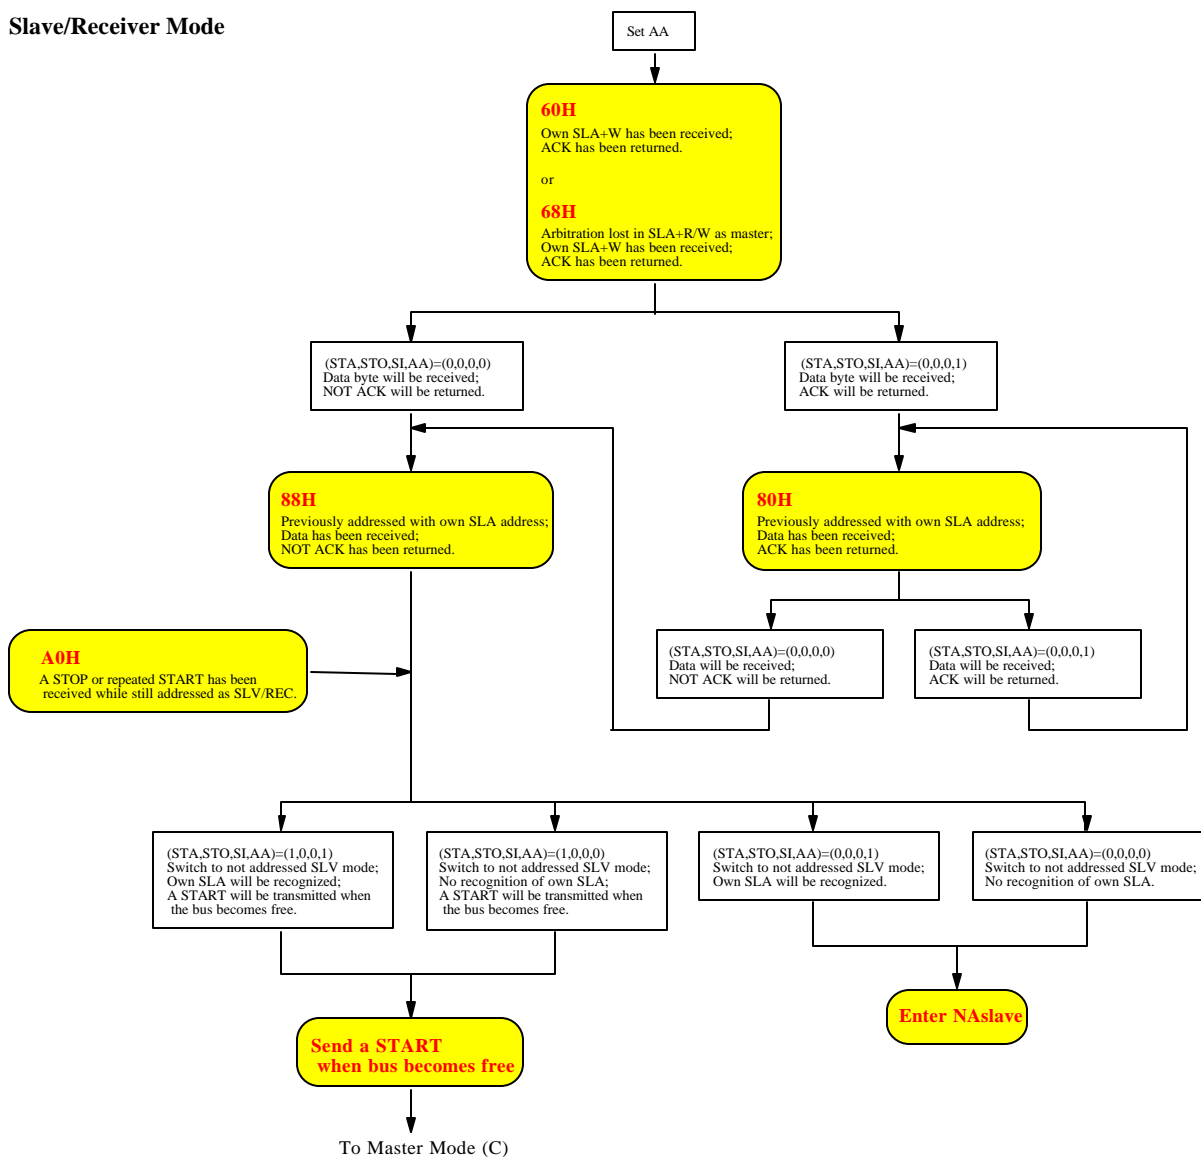 Slave/Receiver Mode
Set AA
60H
Own SLA+W has been received;
ACK has been returned.
or
68H
Arbitration lost in SLA+R/W as master;
Own SLA+W has been received;
ACK has been returned.
(STA,STO,SI,AA)=(0,0,0,0)
Data byte will be received;
NOT ACK will be returned.
(STA,STO,SI,AA)=(0,0,0,1)
Data byte will be received;
ACK will be returned.
88H
Previously addressed with own SLA address;
Data has been received;
NOT ACK has been returned.
80H
Previously addressed with own SLA address;
Data has been received;
ACK has been returned.
A0H
A STOP or repeated START has been
received while still addressed as SLV/REC.
(STA,STO,SI,AA)=(0,0,0,0)
Data will be received;
NOT ACK will be returned.
(STA,STO,SI,AA)=(0,0,0,1)
Data will be received;
ACK will be returned.
(STA,STO,SI,AA)=(1,0,0,1)
Switch to not addressed SLV mode;
Own SLA will be recognized;
A START will be transmitted when
the bus becomes free.
(STA,STO,SI,AA)=(1,0,0,0)
Switch to not addressed SLV mode;
No recognition of own SLA;
A START will be transmitted when
the bus becomes free.
(STA,STO,SI,AA)=(0,0,0,1)
Switch to not addressed SLV mode;
Own SLA will be recognized.
(STA,STO,SI,AA)=(0,0,0,0)
Switch to not addressed SLV mode;
No recognition of own SLA.
Send a START
when bus becomes free
Enter NAslave
To Master Mode (C)